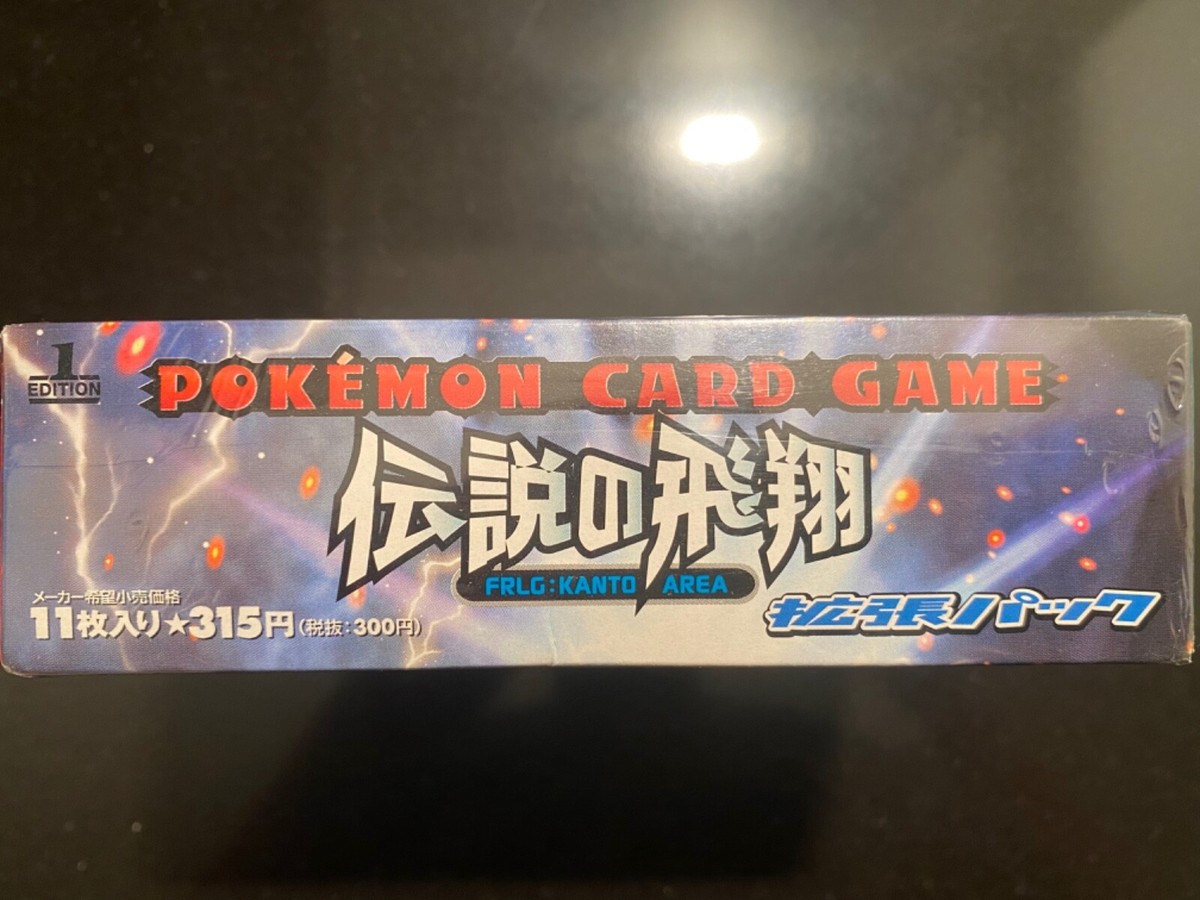 1
EDITION
POKÉMON CARD GAME
伝説の飛翔
FRLG:KANTO AREA
メーカー希望小売価格
11枚入り★315円(税抜:300円)
拡張パック